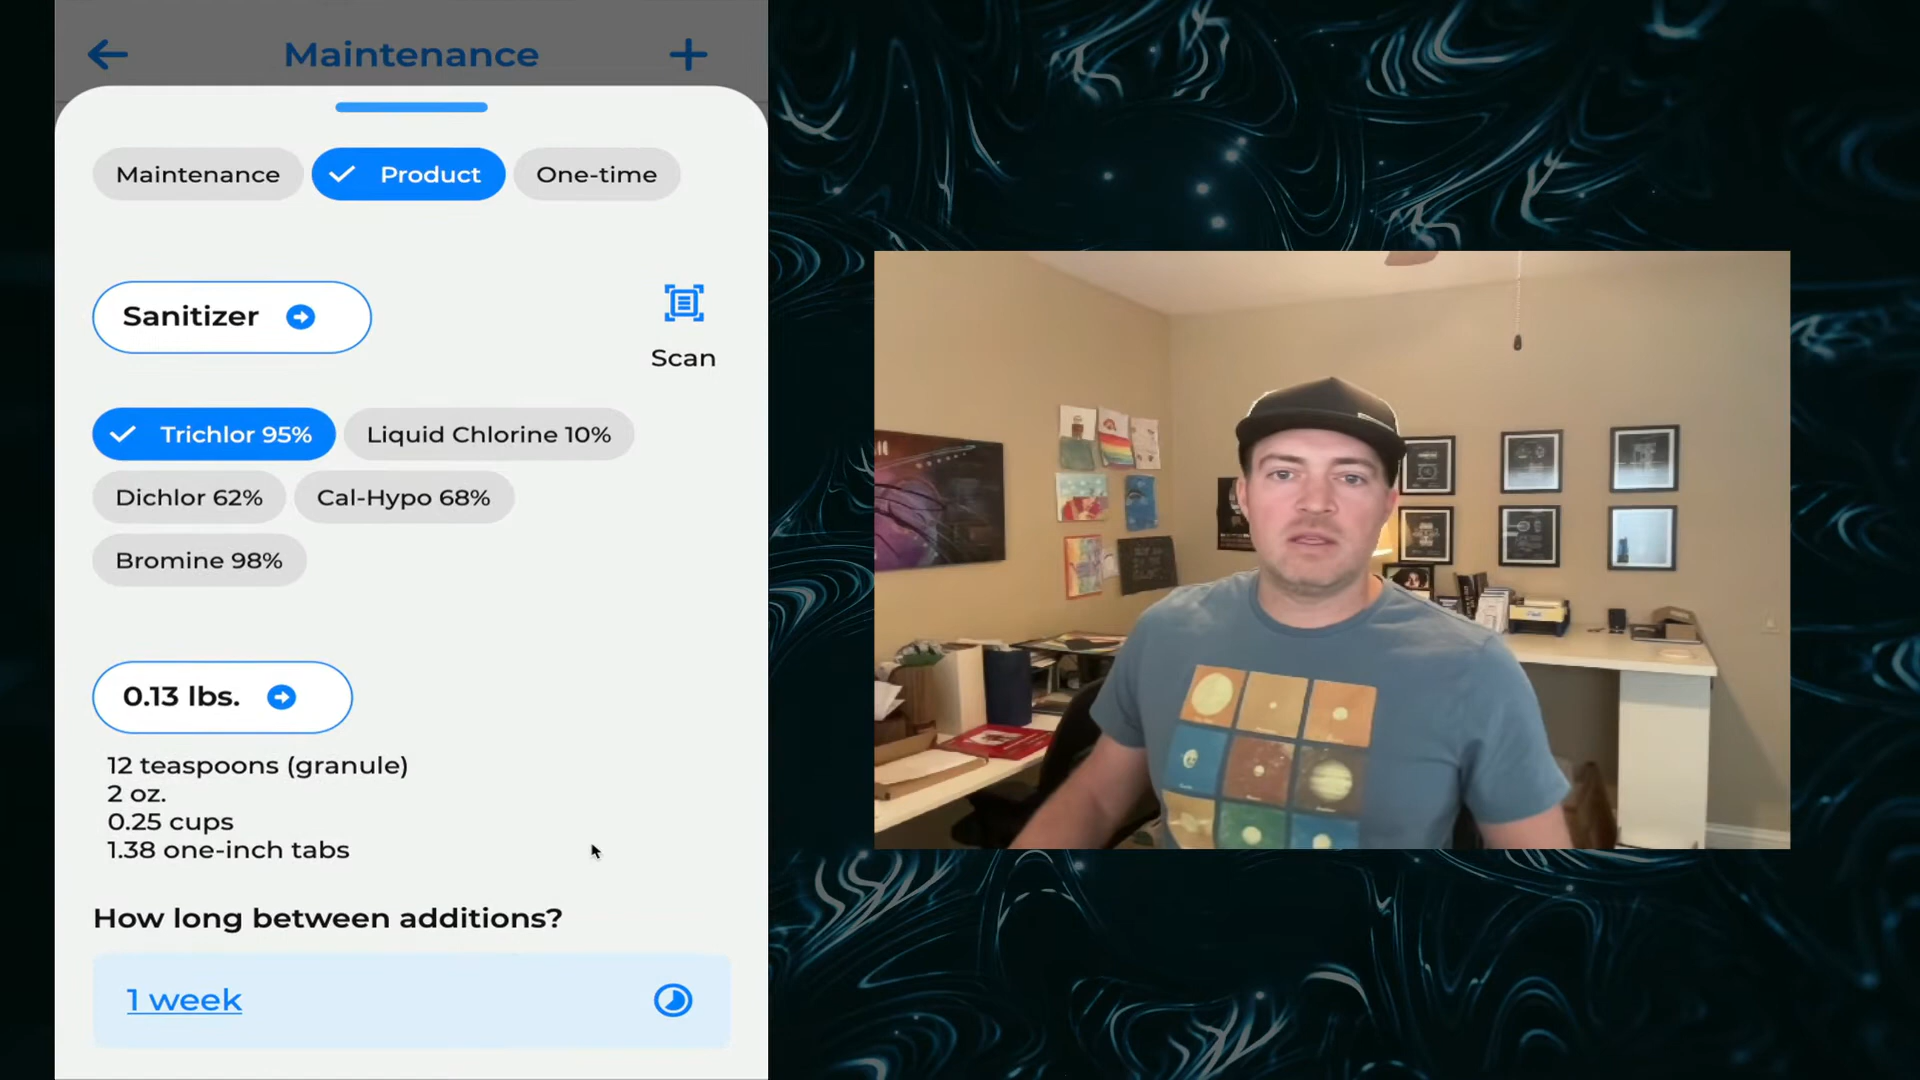 Maintenance
Maintenance
Product
One-time
Sanitizer
Scan
Trichlor 95%
Liquid Chlorine 10%
Dichlor 62%
Cal-Hypo 68%
Bromine 98%
0.13 lbs.
12 teaspoons (granule)
2 oz.
0.25 cups
1.38 one-inch tabs
How long between additions?
1 week